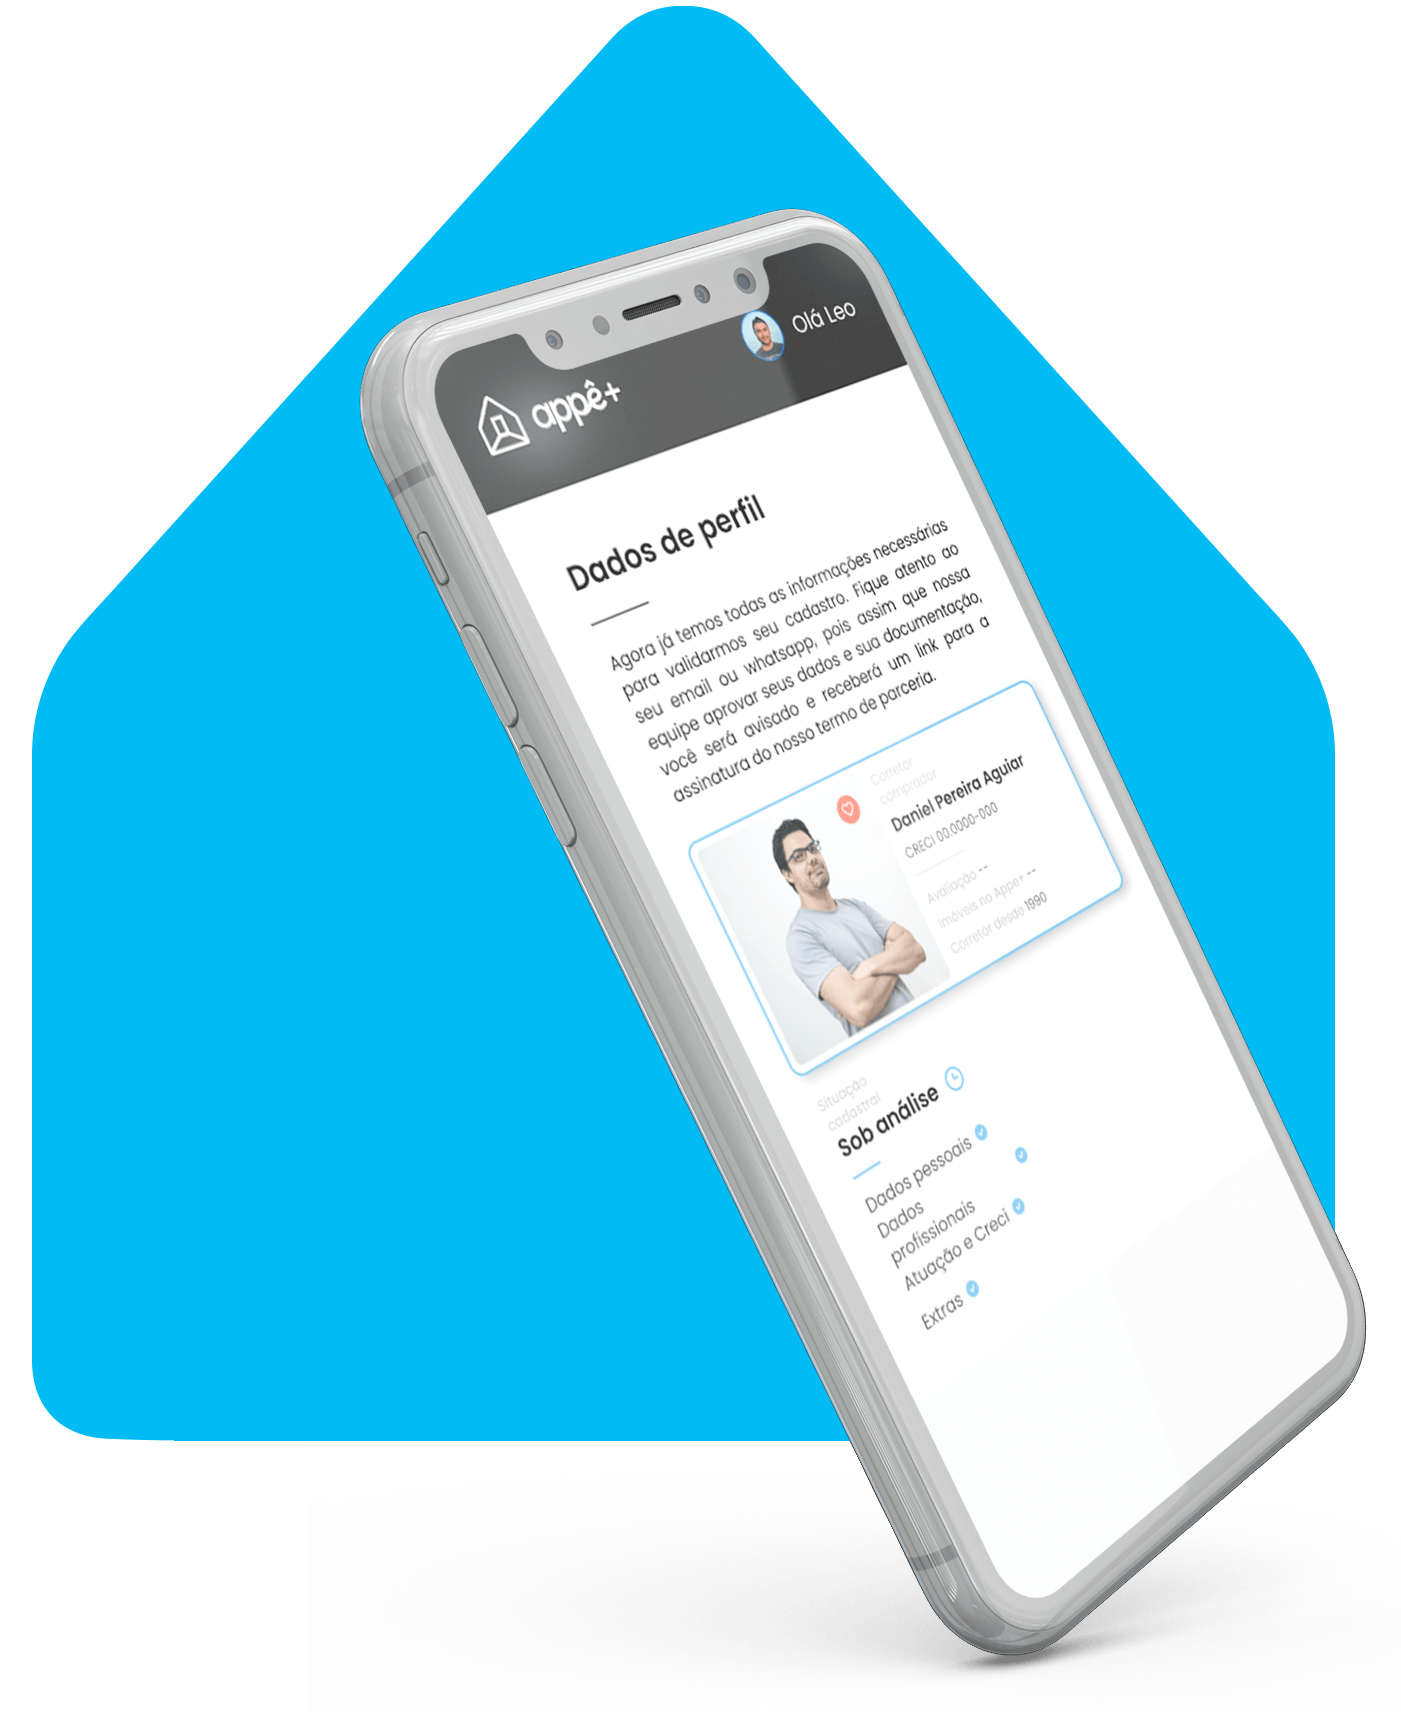 Olá Leo
appê+
Dados de perfil
Agora já temos todas as informações necessárias
para validarmos seu cadastro. Fique atento ao
seu email ou whatsapp, pois assim que nossa
equipe aprovar seus dados e sua documentação,
você será avisado e receberá um link para a
assinatura do nosso termo de parceria.
Corretor
comprador
Daniel Pereira Aguiar
CRECI 00.0000-000
Avaliação --
Imóveis no Appe+ --
Corretor desde 1990
Situação
cadastral
Sob análise
Dados pessoais
Dados
profissionais
Atuação e Creci
Extras